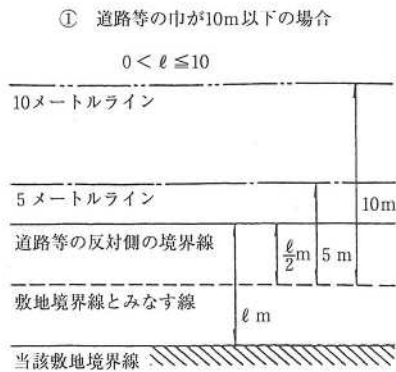 ① 道路等の巾が10m以下の場合
0<ℓ≦10
10メートルライン
5メートルライン
10m
道路等の反対側の境界線
ℓ/2m
5m
敷地境界線とみなす線
ℓm
当該敷地境界線